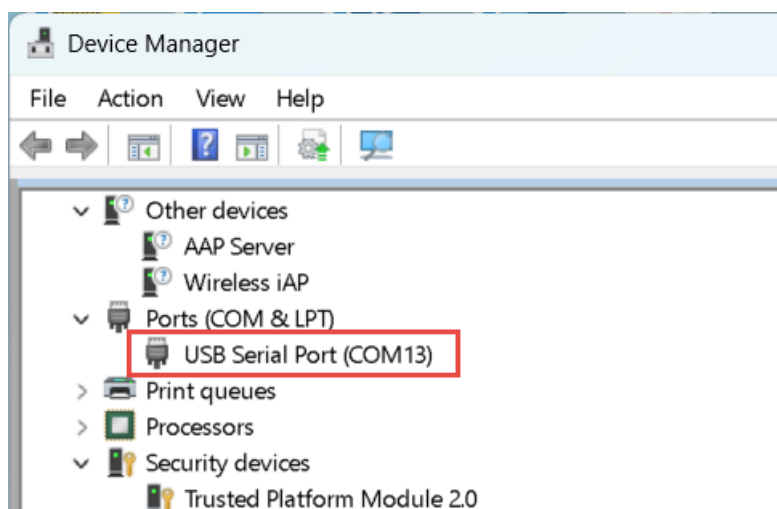 Device Manager
File Action View Help
Other devices
AAP Server
Wireless iAP
Ports (COM & LPT)
USB Serial Port (COM13)
Print queues
Processors
Security devices
Trusted Platform Module 2.0